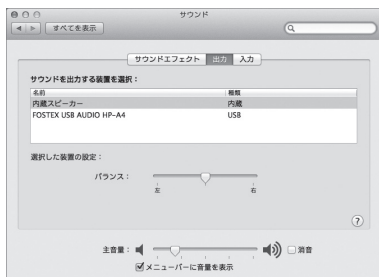 サウンド
すべてを表示
サウンドエフェクト 出力 入力
サウンドを出力する装置を選択：
名前 種類
内蔵スピーカー 内蔵
FOSTEX USB AUDIO HP-A4 USB
選択した装置の設定：
バランス：
左 右
?
主音量： 消音
メニューバーに音量を表示